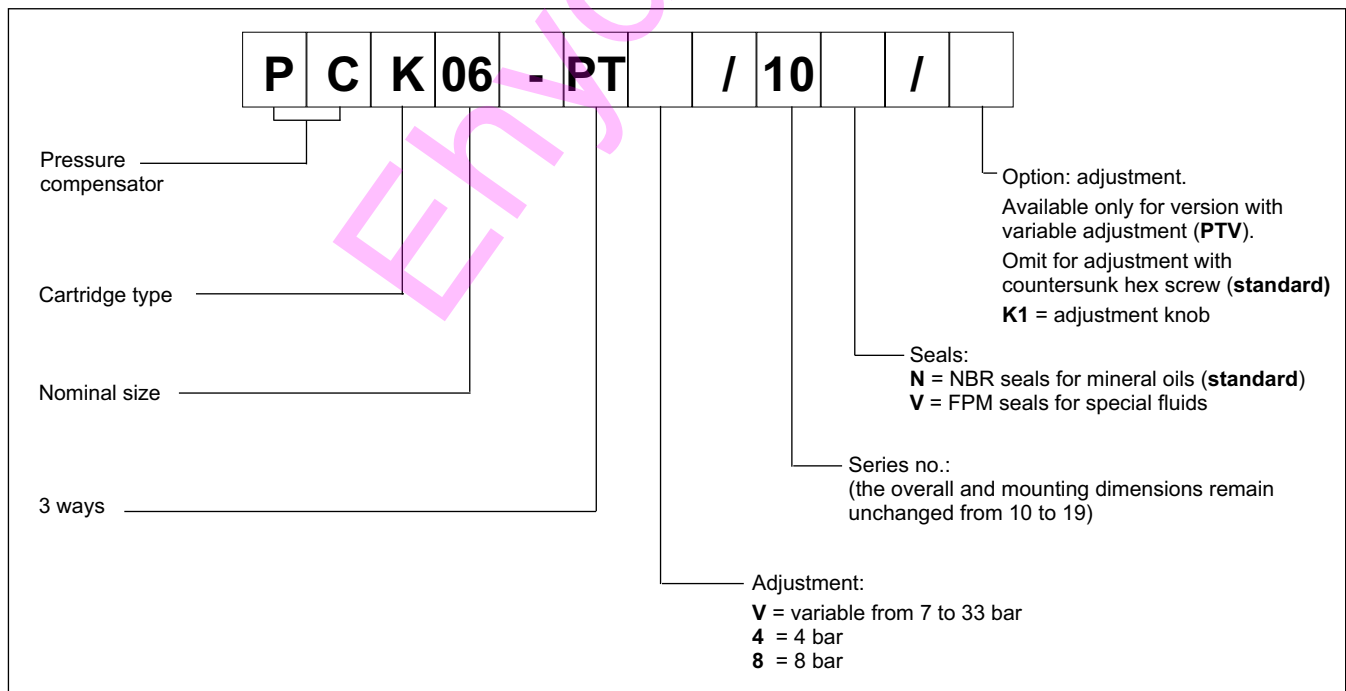 P C K 06 - PT / 10 /
Pressure
compensator
Cartridge type
Nominal size
3 ways
Option: adjustment.
Available only for version with
variable adjustment (PTV).
Omit for adjustment with
countersunk hex screw (standard)
K1 = adjustment knob
Seals:
N = NBR seals for mineral oils (standard)
V = FPM seals for special fluids
Series no.:
(the overall and mounting dimensions remain
unchanged from 10 to 19)
Adjustment:
V = variable from 7 to 33 bar
4 = 4 bar
8 = 8 bar